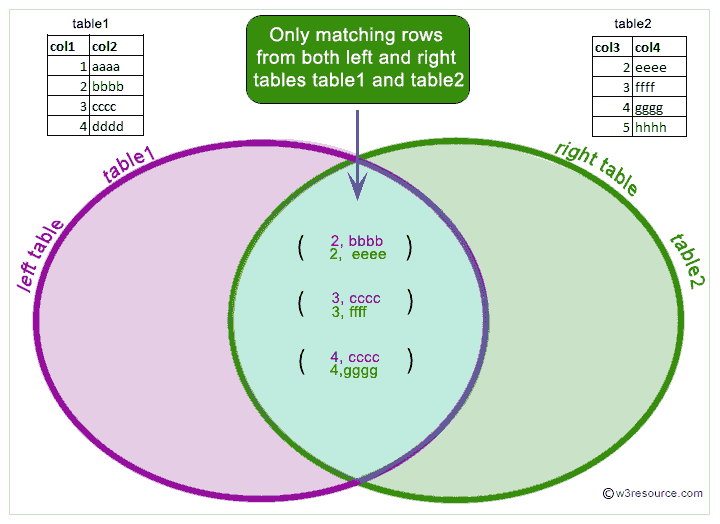 table1
col1 col2
1 aaaa
2 bbbb
3 cccc
4 dddd
Only matching rows
from both left and right
tables table1 and table2
table2
col3 col4
2 eeee
3 ffff
4 gggg
5 hhhh
left table
table1
right table
table2
( 2, bbbb
2, eeee )
( 3, cccc
3, ffff )
( 4, cccc
4,gggg )
© w3resource.com